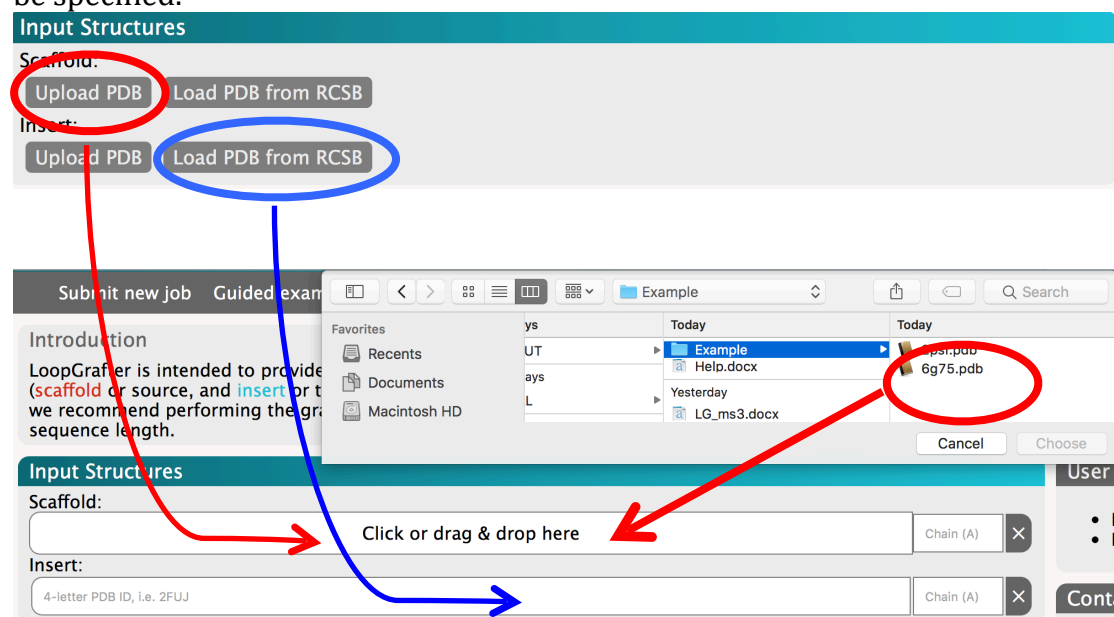 be specified.
Input Structures
Scaffold:
Upload PDB Load PDB from RCSB
Insert:
Upload PDB Load PDB from RCSB
Submit new job Guided exam
Example
Search
Favorites
Recents
Documents
Macintosh HD
ys
UT
ays
L
Today
Example
Help.docx
Yesterday
LG_ms3.docx
Today
6g75.pdb
Cancel Choose
Introduction
LoopGrafter is intended to provide
(scaffold or source, and insert or t
we recommend performing the gra
sequence length.
Input Structures
Scaffold:
Click or drag & drop here
Chain (A)
Insert:
4-letter PDB ID, i.e. 2FUJ
Chain (A)
User
Conta